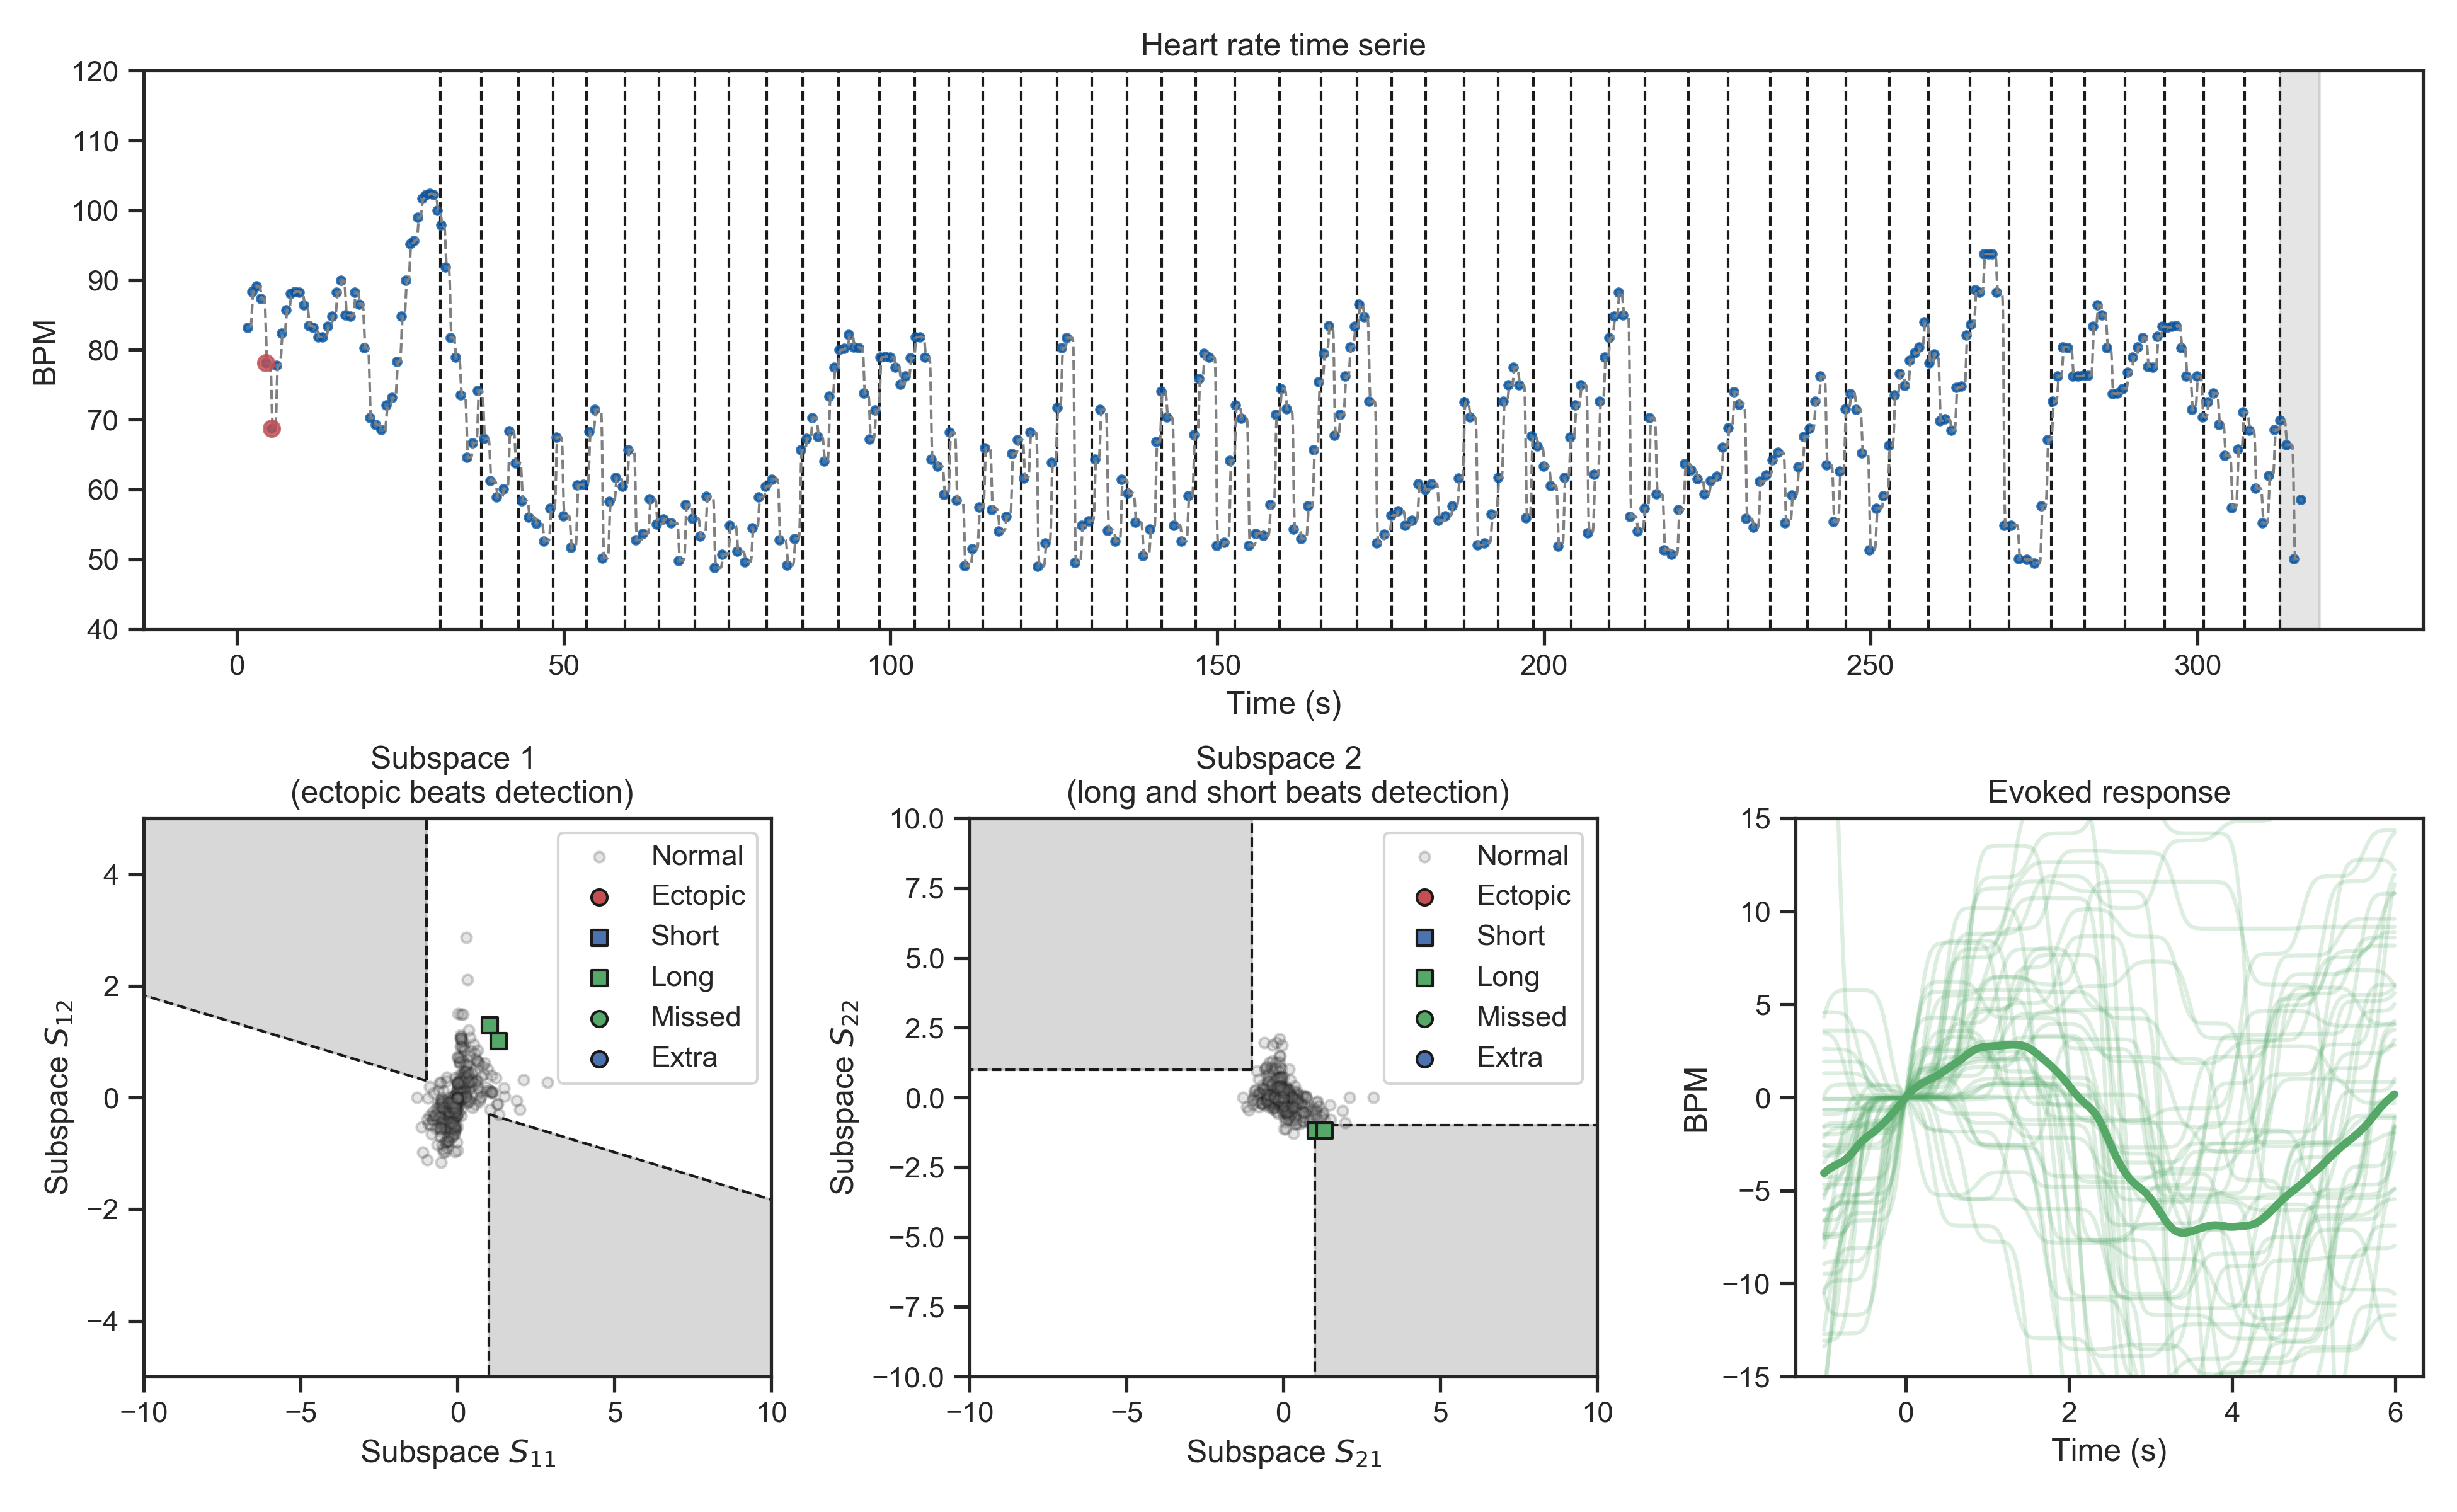 Heart rate time serie
120
110
100
90
80
70
60
50
40
BPM
0 50 100 150 200 250 300
Time (s)
Subspace 1
(ectopic beats detection)
4
2
0
−2
−4
Subspace S12
−10 −5 0 5 10
Subspace S11
Normal
Ectopic
Short
Long
Missed
Extra
Subspace 2
(long and short beats detection)
10.0
7.5
5.0
2.5
0.0
−2.5
−5.0
−7.5
−10.0
Subspace S22
−10 −5 0 5 10
Subspace S21
Normal
Ectopic
Short
Long
Missed
Extra
Evoked response
15
10
5
0
−5
−10
−15
BPM
0 2 4 6
Time (s)